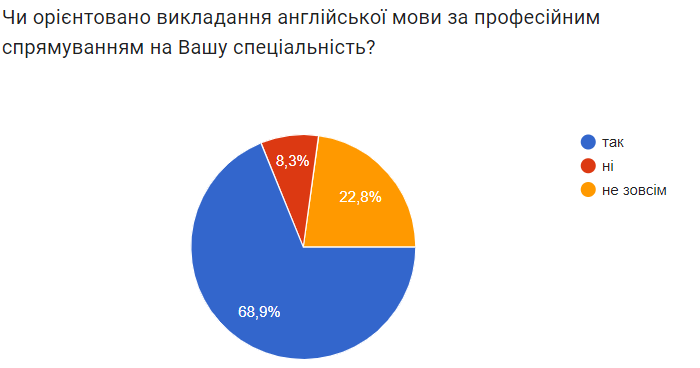 Чи орієнтовано викладання англійської мови за професійним
спрямуванням на Вашу спеціальність?
так
ні
не зовсім
8,3%
22,8%
68,9%